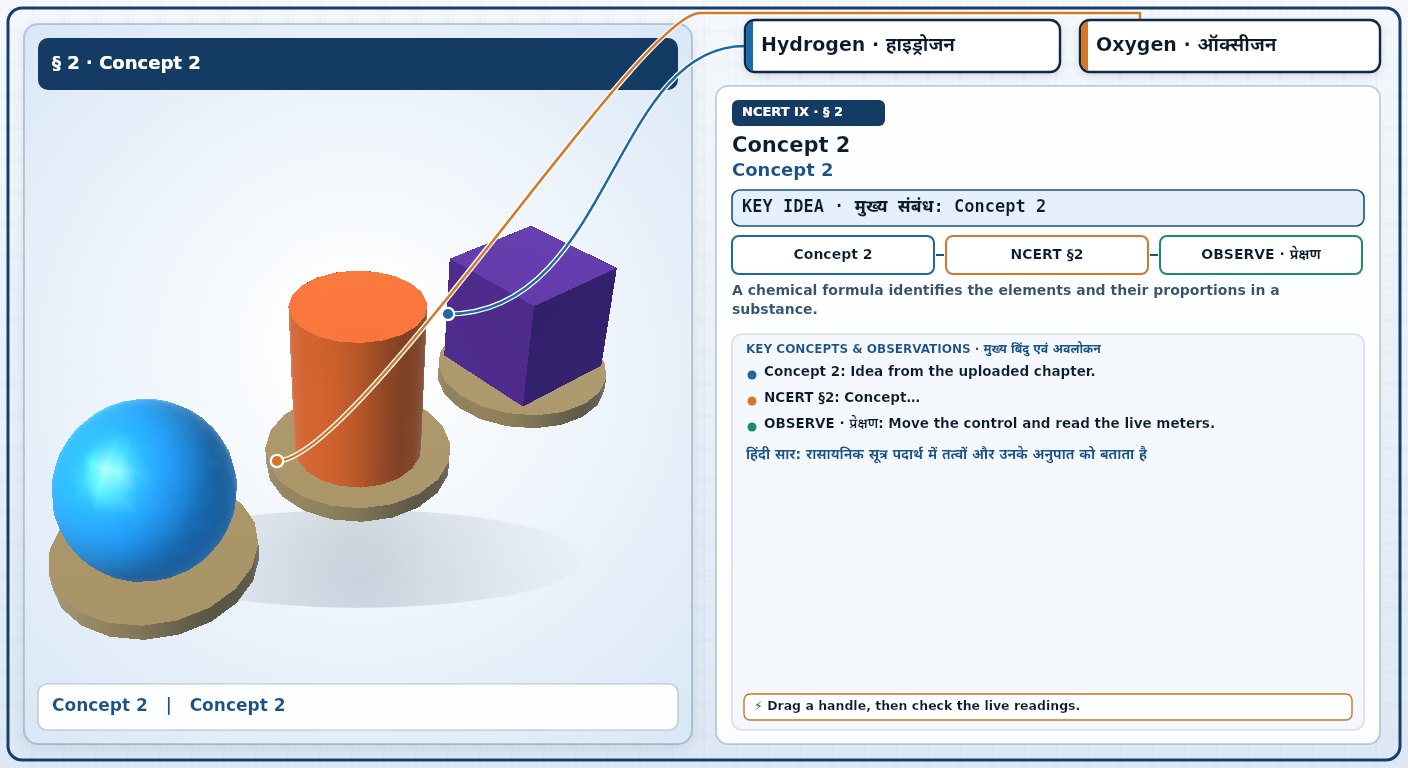 § 2 · Concept 2
Hydrogen · हाइड्रोजन
Oxygen · ऑक्सीजन
NCERT IX · § 2
Concept 2
Concept 2
KEY IDEA · मुख्य संबंध: Concept 2
Concept 2
NCERT §2
OBSERVE · प्रेक्षण
A chemical formula identifies the elements and their proportions in a
substance.
KEY CONCEPTS & OBSERVATIONS · मुख्य बिंदु एवं अवलोकन
Concept 2: Idea from the uploaded chapter.
NCERT §2: Concept…
OBSERVE · प्रेक्षण: Move the control and read the live meters.
हिंदी सार: रासायनिक सूत्र पदार्थ में तत्वों और उनके अनुपात को बताता है
⚡ Drag a handle, then check the live readings.
Concept 2 | Concept 2